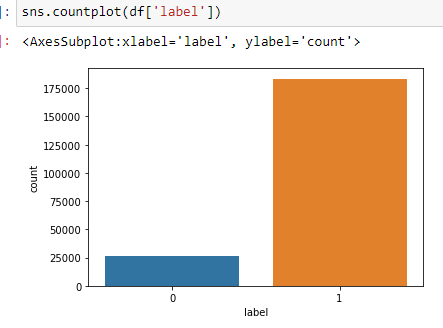 ]: sns.countplot(df['label'])
]: <AxesSubplot:xlabel='label', ylabel='count'>
175000
150000
125000
100000
75000
50000
25000
0
count
0 1
label